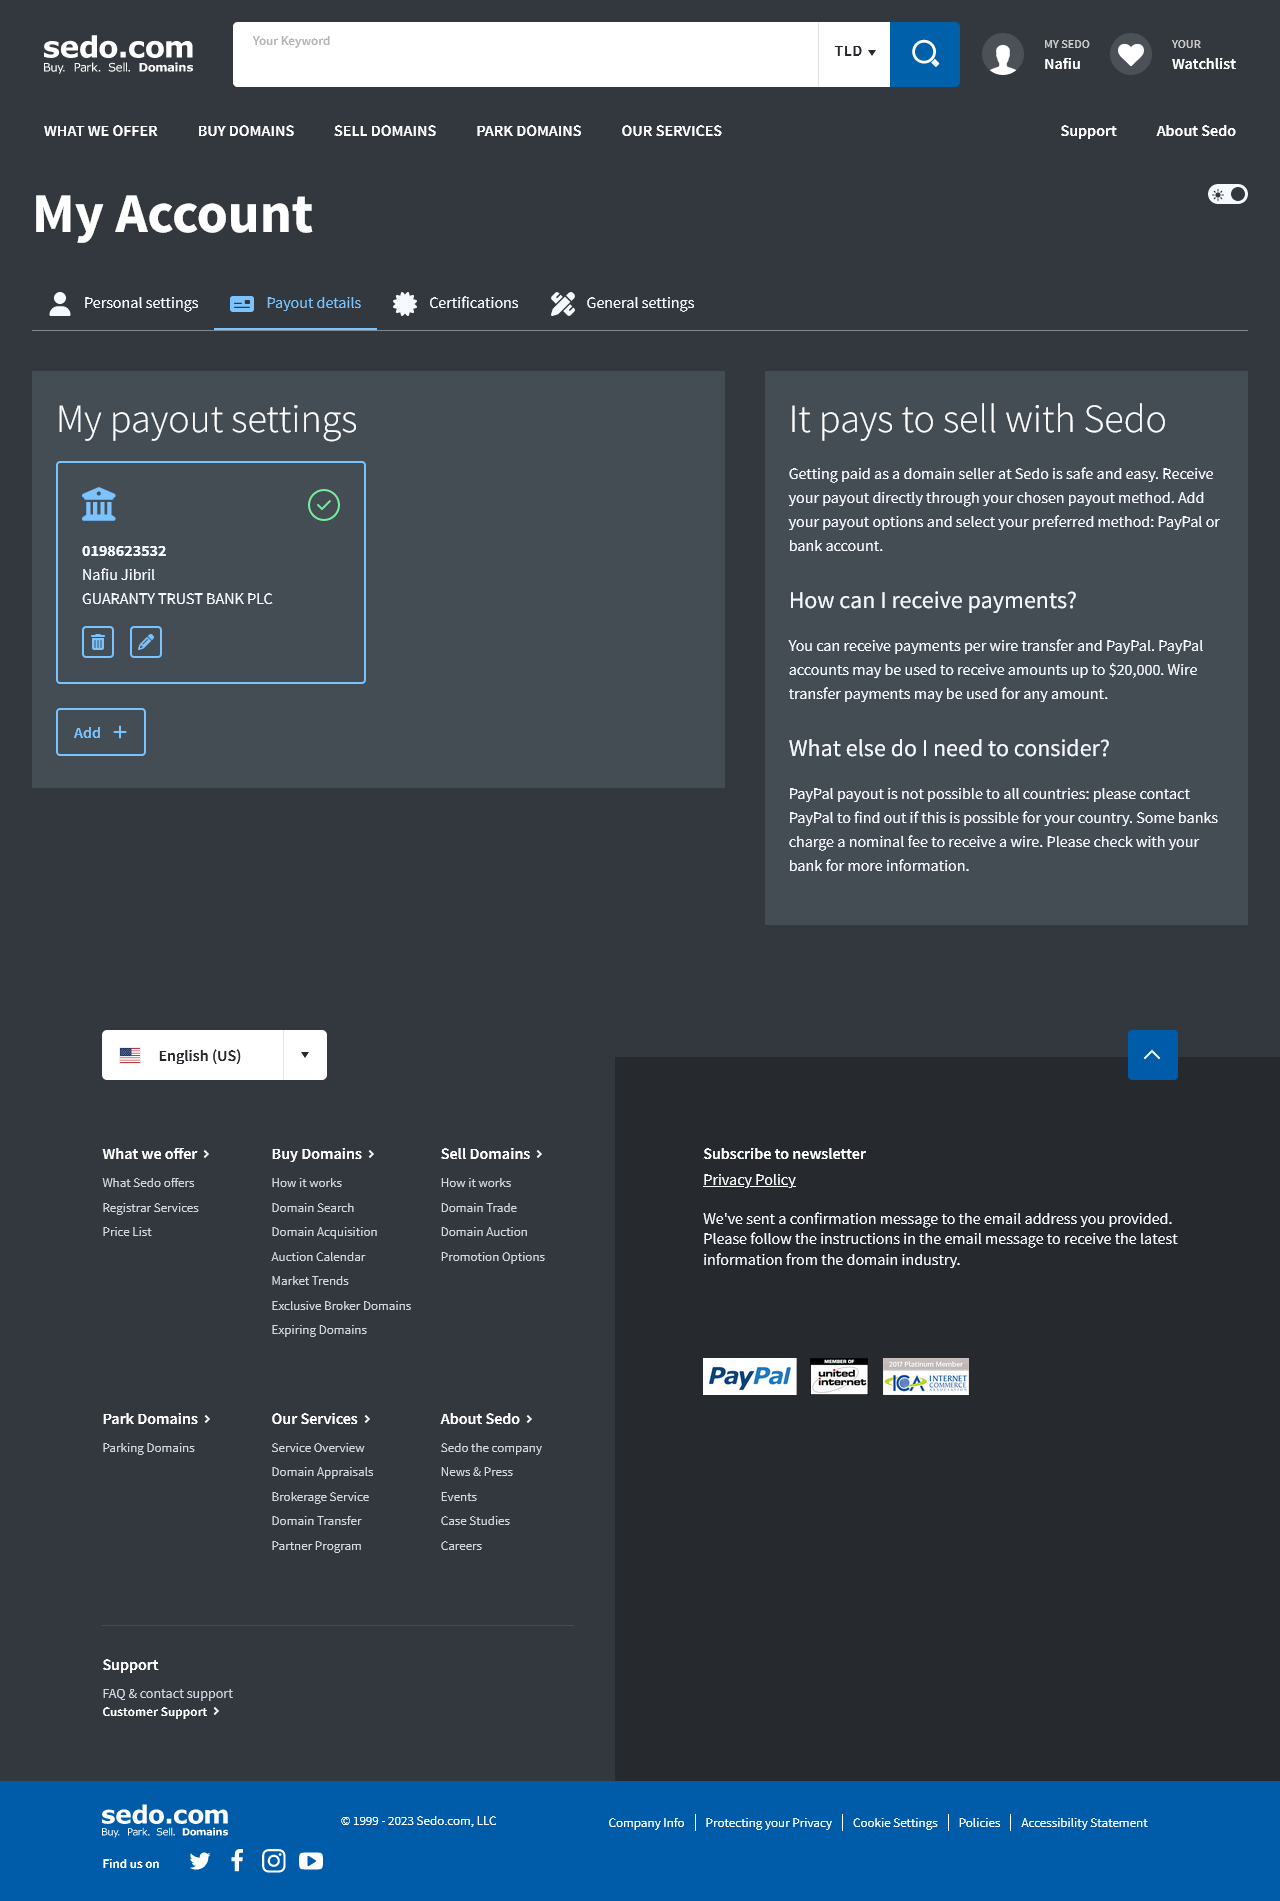 sedo.com
Buy. Park. Sell. Domains
Your Keyword
TLD
MY SEDO
Nafiu
YOUR
Watchlist
WHAT WE OFFER
BUY DOMAINS
SELL DOMAINS
PARK DOMAINS
OUR SERVICES
Support
About Sedo
My Account
Personal settings
Payout details
Certifications
General settings
My payout settings
0198623532
Nafiu Jibril
GUARANTY TRUST BANK PLC
Add
It pays to sell with Sedo
Getting paid as a domain seller at Sedo is safe and easy. Receive
your payout directly through your chosen payout method. Add
your payout options and select your preferred method: PayPal or
bank account.
How can I receive payments?
You can receive payments per wire transfer and PayPal. PayPal
accounts may be used to receive amounts up to $20,000. Wire
transfer payments may be used for any amount.
What else do I need to consider?
PayPal payout is not possible to all countries: please contact
PayPal to find out if this is possible for your country. Some banks
charge a nominal fee to receive a wire. Please check with your
bank for more information.
English (US)
What we offer
What Sedo offers
Registrar Services
Price List
Buy Domains
How it works
Domain Search
Domain Acquisition
Auction Calendar
Market Trends
Exclusive Broker Domains
Expiring Domains
Sell Domains
How it works
Domain Trade
Domain Auction
Promotion Options
Subscribe to newsletter
Privacy Policy
We've sent a confirmation message to the email address you provided.
Please follow the instructions in the email message to receive the latest
information from the domain industry.
PayPal
MEMBER OF
united
internet
2017 Platinum Member
ICA INTERNET
COMMERCE
ASSOCIATION
Park Domains
Parking Domains
Our Services
Service Overview
Domain Appraisals
Brokerage Service
Domain Transfer
Partner Program
About Sedo
Sedo the company
News & Press
Events
Case Studies
Careers
Support
FAQ & contact support
Customer Support
sedo.com
Buy. Park. Sell. Domains
© 1999 - 2023 Sedo.com, LLC
Company Info
Protecting your Privacy
Cookie Settings
Policies
Accessibility Statement
Find us on